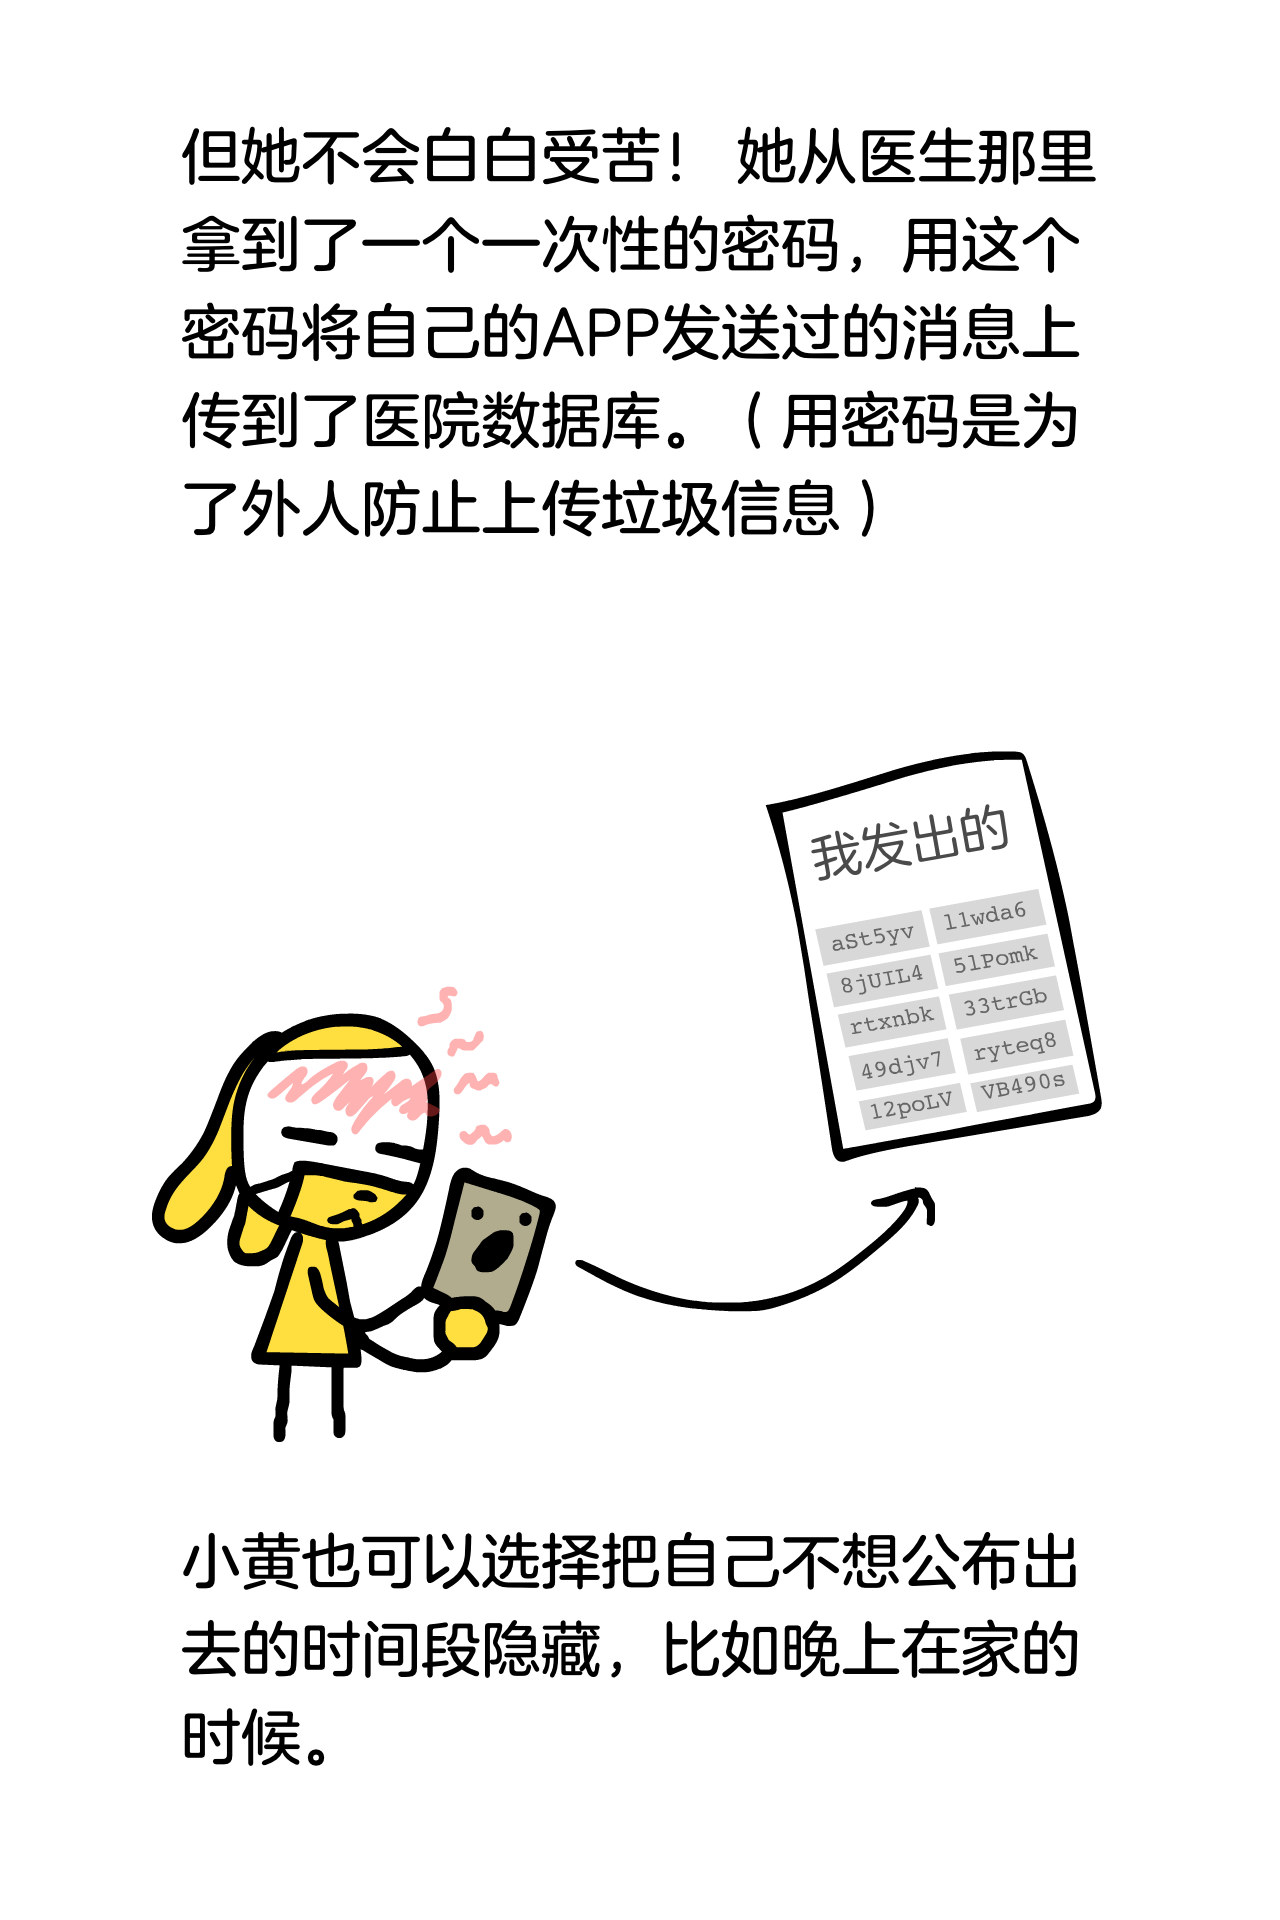 但她不会白白受苦！ 她从医生那里
拿到了一个一次性的密码，用这个
密码将自己的APP发送过的消息上
传到了医院数据库。（用密码是为
了外人防止上传垃圾信息）
我发出的
aSt5yv l1wda6
8jUIL4 5lPomk
rtxnbk 33trGb
49djv7 ryteq8
12poLV VB490s
小黄也可以选择把自己不想公布出
去的时间段隐藏，比如晚上在家的
时候。